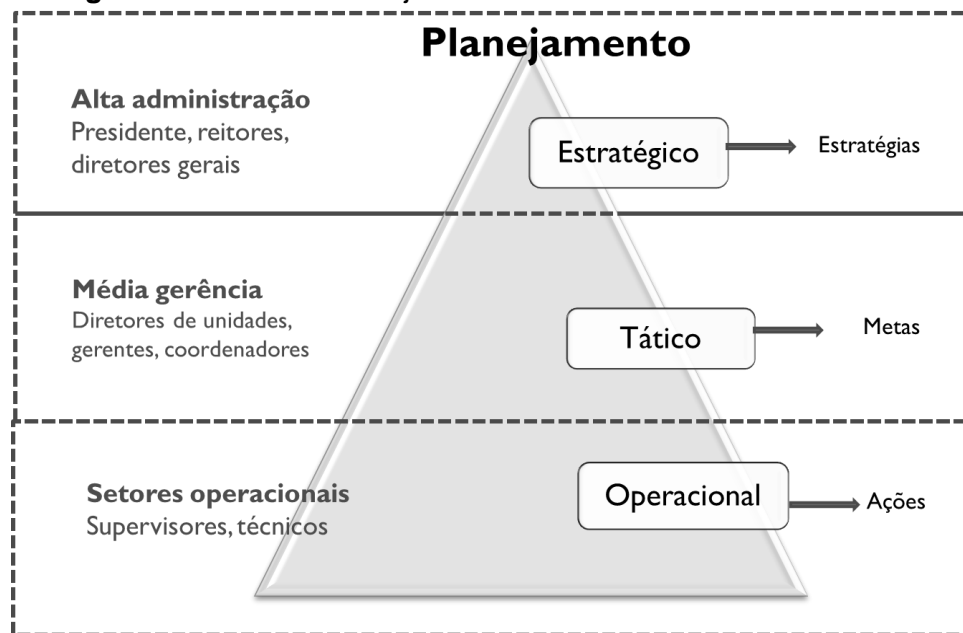 Planejamento
Alta administração
Presidente, reitores,
diretores gerais
Estratégico
Estratégias
Média gerência
Diretores de unidades,
gerentes, coordenadores
Tático
Metas
Setores operacionais
Supervisores, técnicos
Operacional
Ações